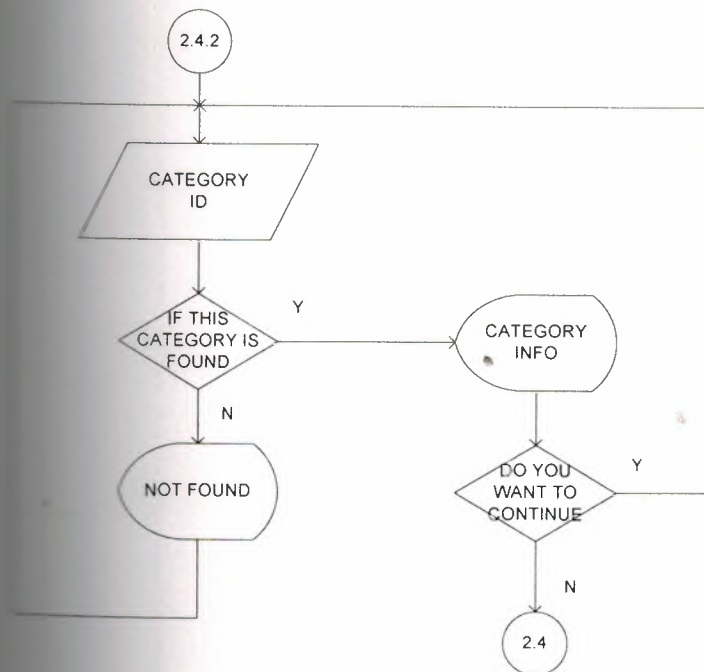 2.4.2
CATEGORY
ID
IF THIS
CATEGORY IS
FOUND
Y
N
NOT FOUND
CATEGORY
INFO
DO YOU
WANT TO
CONTINUE
Y
N
2.4